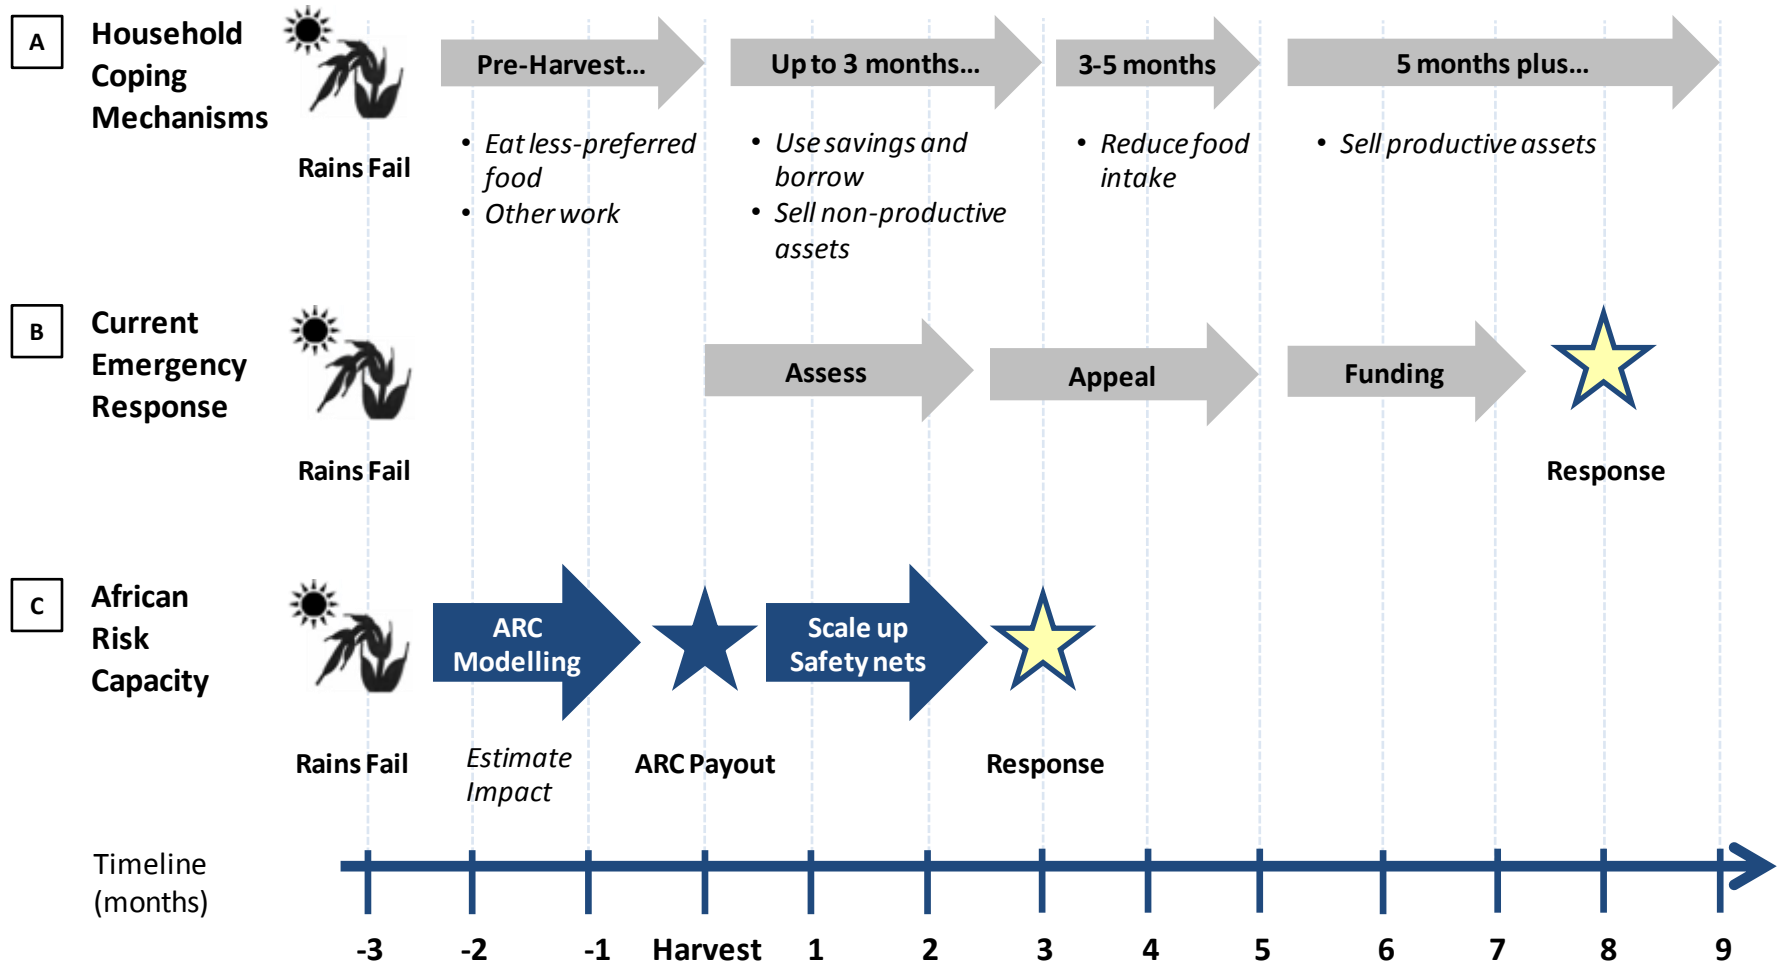 A
Household
Coping
Mechanisms
Rains Fail
Pre-Harvest...
• Eat less-preferred
food
• Other work
Up to 3 months...
• Use savings and
borrow
• Sell non-productive
assets
3-5 months
• Reduce food
intake
5 months plus...
• Sell productive assets
B
Current
Emergency
Response
Rains Fail
Assess
Appeal
Funding
Response
C
African
Risk
Capacity
Rains Fail
ARC
Modelling
Estimate
Impact
ARC Payout
Scale up
Safety nets
Response
Timeline
(months)
-3 -2 -1 Harvest 1 2 3 4 5 6 7 8 9